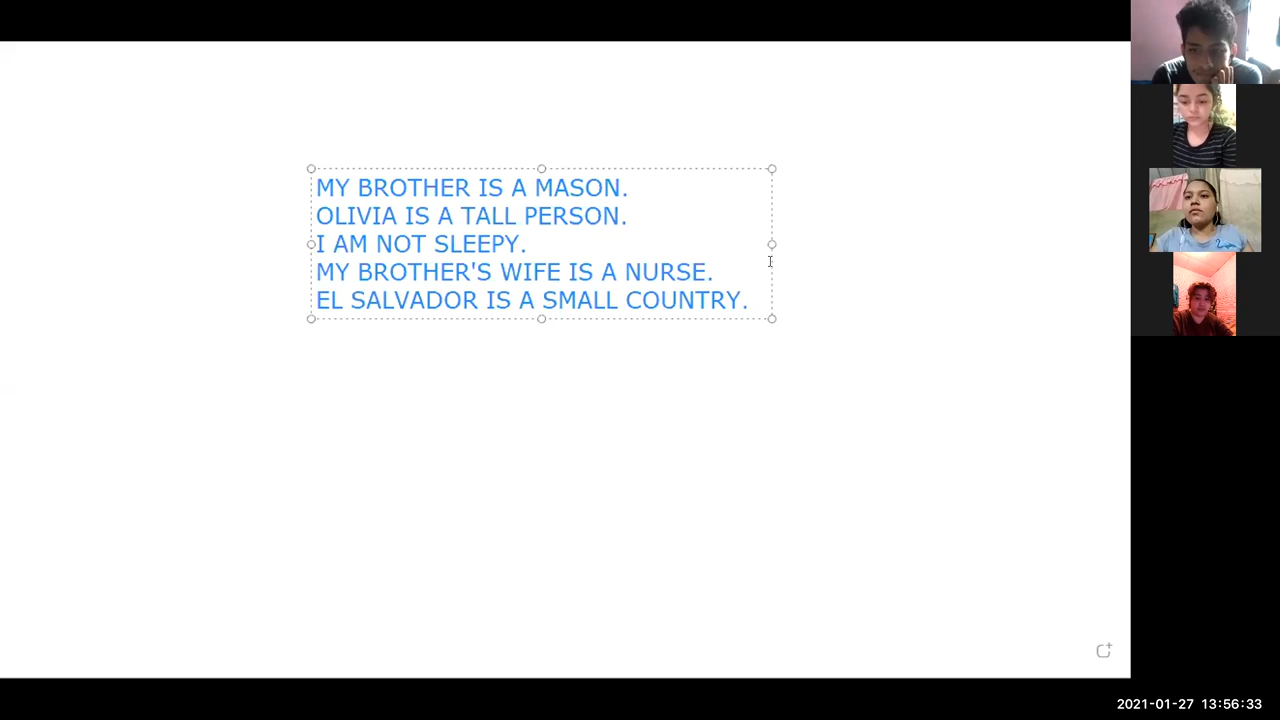 MY BROTHER IS A MASON.
OLIVIA IS A TALL PERSON.
I AM NOT SLEEPY.
MY BROTHER'S WIFE IS A NURSE.
EL SALVADOR IS A SMALL COUNTRY.
2021-01-27 13:56:33